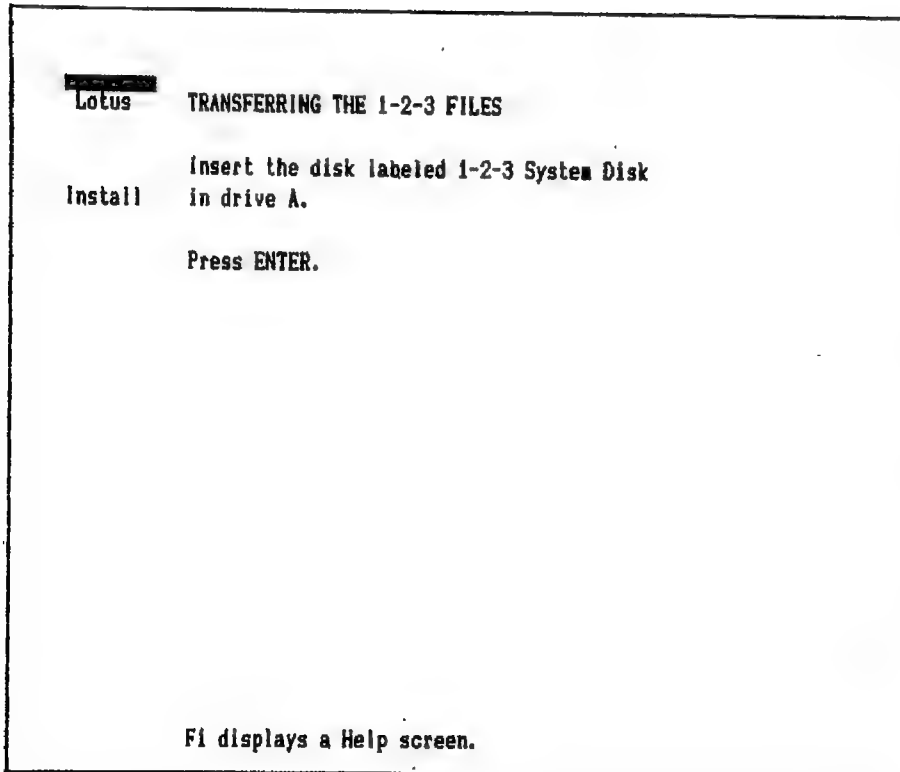 Lotus
TRANSFERRING THE 1-2-3 FILES
Insert the disk labeled 1-2-3 System Disk
Install
in drive A.
Press ENTER.
F1 displays a Help screen.